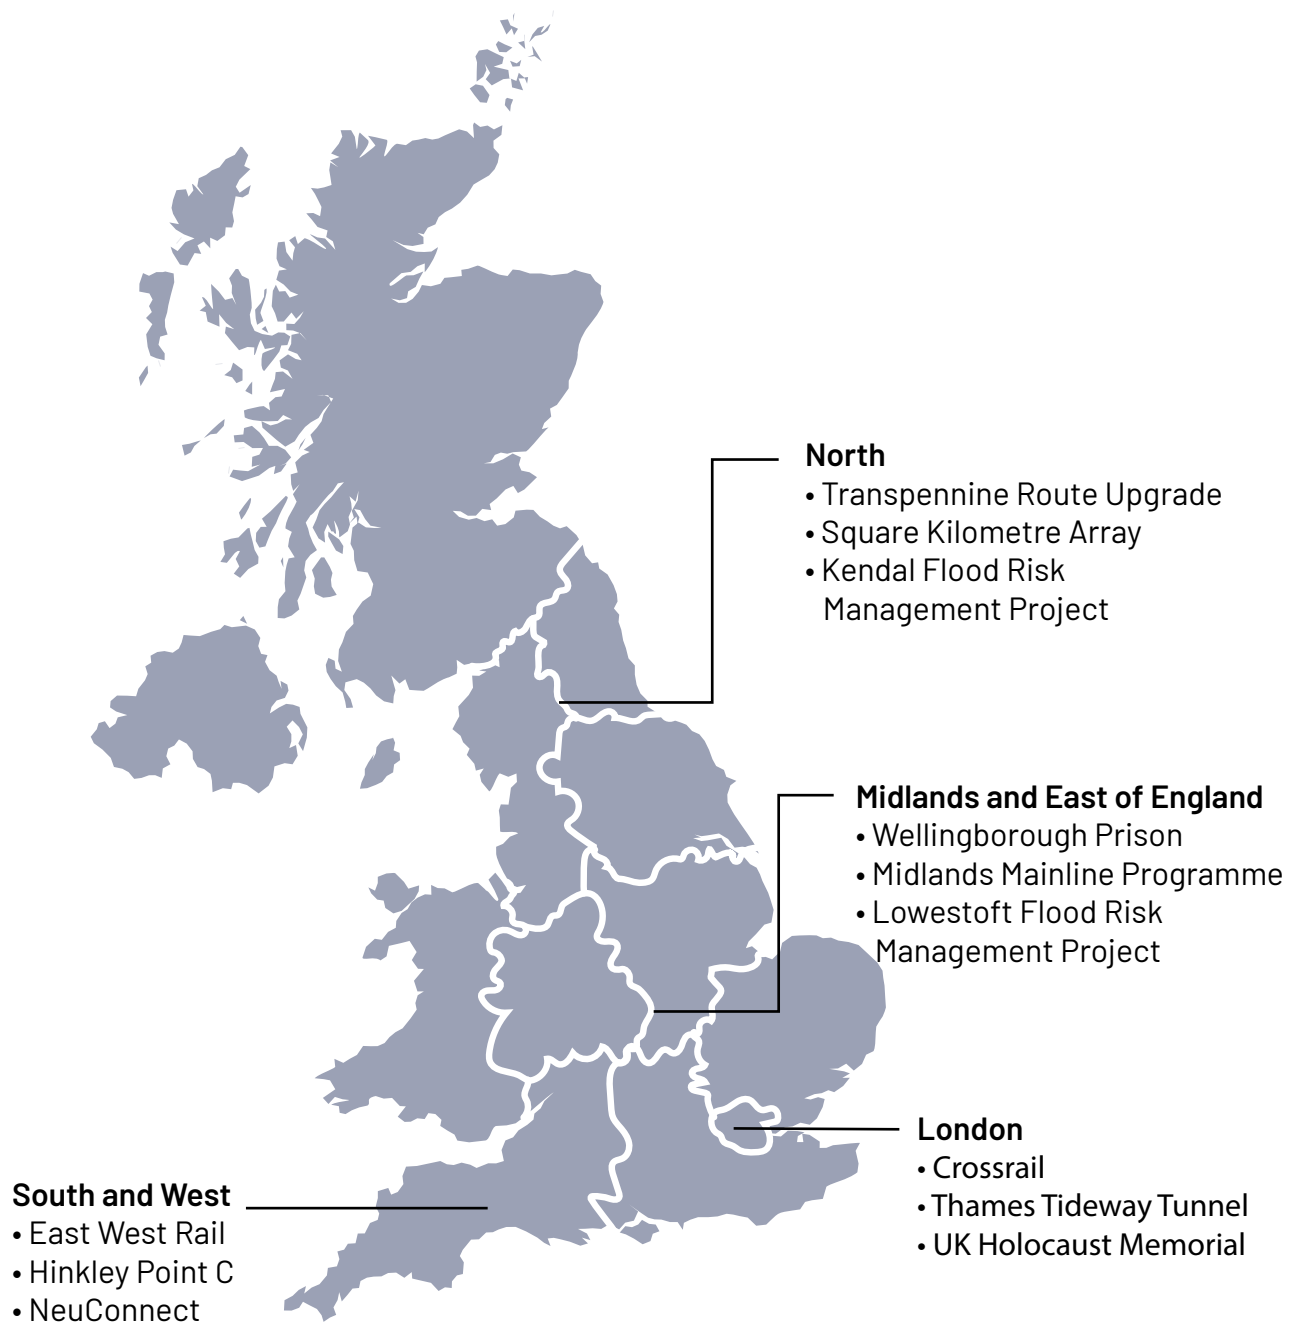 North
• Transpennine Route Upgrade
• Square Kilometre Array
• Kendal Flood Risk
Management Project
Midlands and East of England
• Wellingborough Prison
• Midlands Mainline Programme
• Lowestoft Flood Risk
Management Project
London
• Crossrail
• Thames Tideway Tunnel
• UK Holocaust Memorial
South and West
• East West Rail
• Hinkley Point C
• NeuConnect